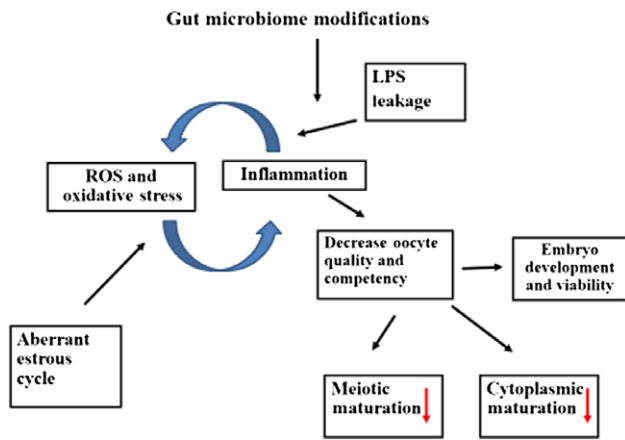 Gut microbiome modifications
LPS
leakage
ROS and
oxidative stress
Inflammation
Decrease oocyte
quality and
competency
Embryo
development
and viability
Aberrant
estrous
cycle
Meiotic
maturation
Cytoplasmic
maturation